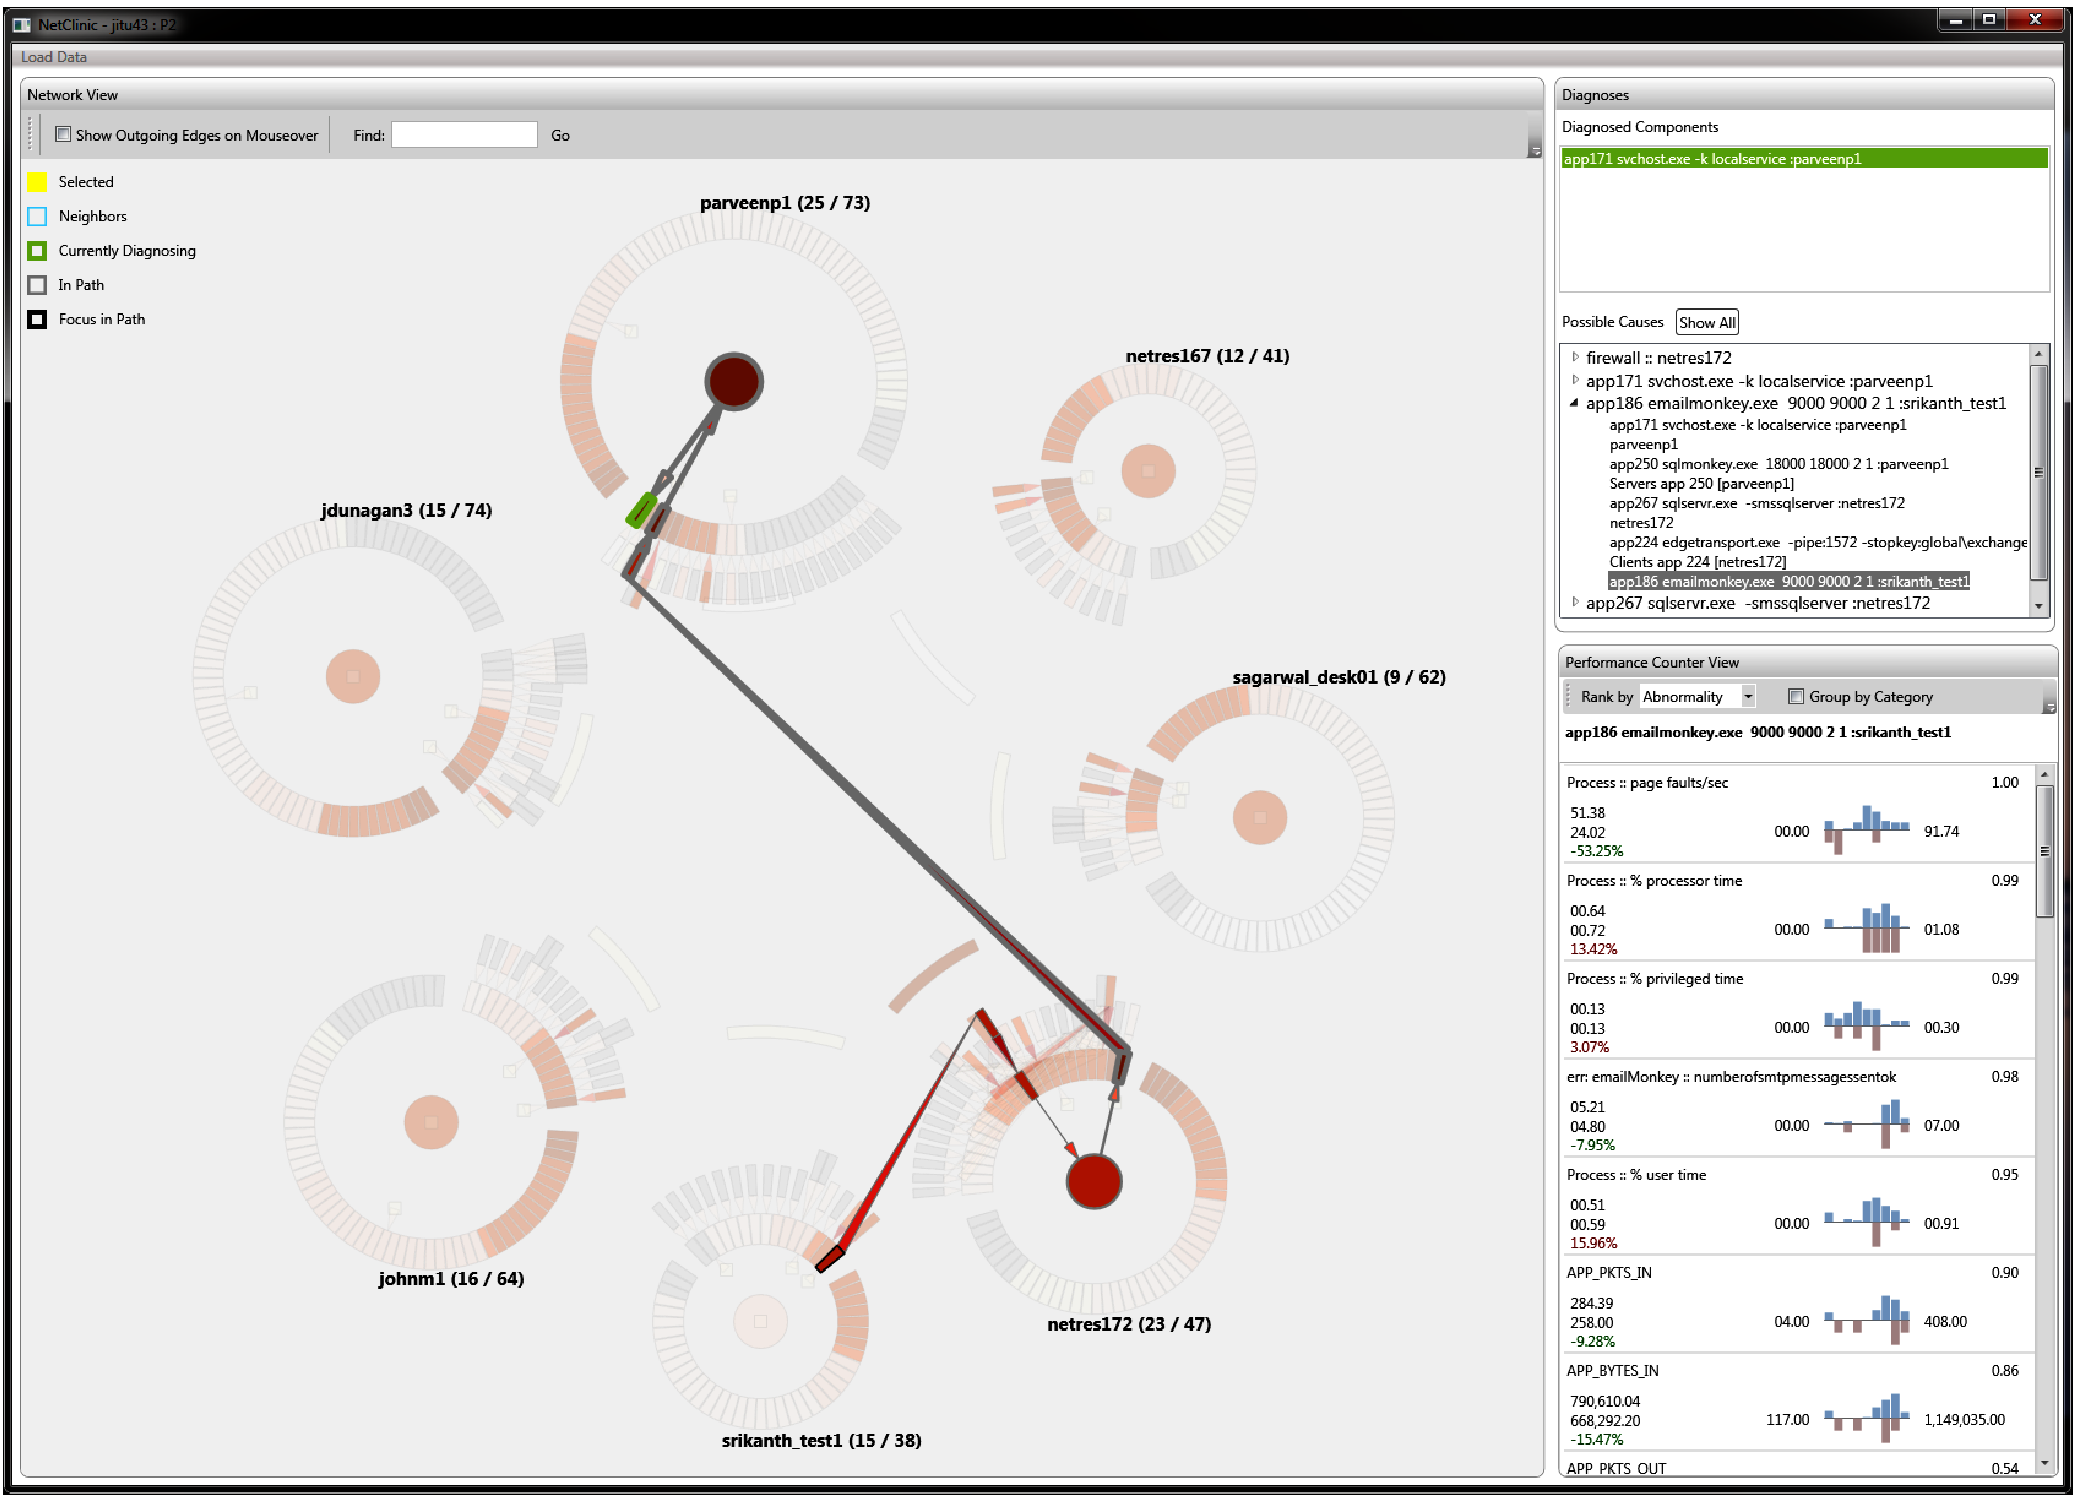 NetClinic - jitu43 : P2
Load Data
Network View
Show Outgoing Edges on Mouseover
Find:
Go
Selected
Neighbors
Currently Diagnosing
In Path
Focus in Path
parveenp1 (25 / 73)
netres167 (12 / 41)
jdunagan3 (15 / 74)
sagarwal_desk01 (9 / 62)
johnm1 (16 / 64)
netres172 (23 / 47)
srikanth_test1 (15 / 38)
Diagnoses
Diagnosed Components
app171 svchost.exe -k localservice :parveenp1
Possible Causes
Show All
firewall :: netres172
app171 svchost.exe -k localservice :parveenp1
app186 emailmonkey.exe  9000 9000 2 1 :srikanth_test1
app171 svchost.exe -k localservice :parveenp1
parveenp1
app250 sqlmonkey.exe  18000 18000 2 1 :parveenp1
Servers app 250 [parveenp1]
app267 sqlservr.exe  -smssqlserver :netres172
netres172
app224 edgetransport.exe  -pipe:1572 -stopkey:global\exchange
Clients app 224 [netres172]
app186 emailmonkey.exe  9000 9000 2 1 :srikanth_test1
app267 sqlservr.exe  -smssqlserver :netres172
Performance Counter View
Rank by
Abnormality
Group by Category
app186 emailmonkey.exe  9000 9000 2 1 :srikanth_test1
Process :: page faults/sec 1.00
51.38
24.02
-53.25%
00.00 91.74
Process :: % processor time 0.99
00.64
00.72
13.42%
00.00 01.08
Process :: % privileged time 0.99
00.13
00.13
3.07%
00.00 00.30
err: emailMonkey :: numberofsmtpmessagessentok 0.98
05.21
04.80
-7.95%
00.00 07.00
Process :: % user time 0.95
00.51
00.59
15.96%
00.00 00.91
APP_PKTS_IN 0.90
284.39
258.00
-9.28%
04.00 408.00
APP_BYTES_IN 0.86
790,610.04
668,292.20
-15.47%
117.00 1,149,035.00
APP_PKTS_OUT 0.54